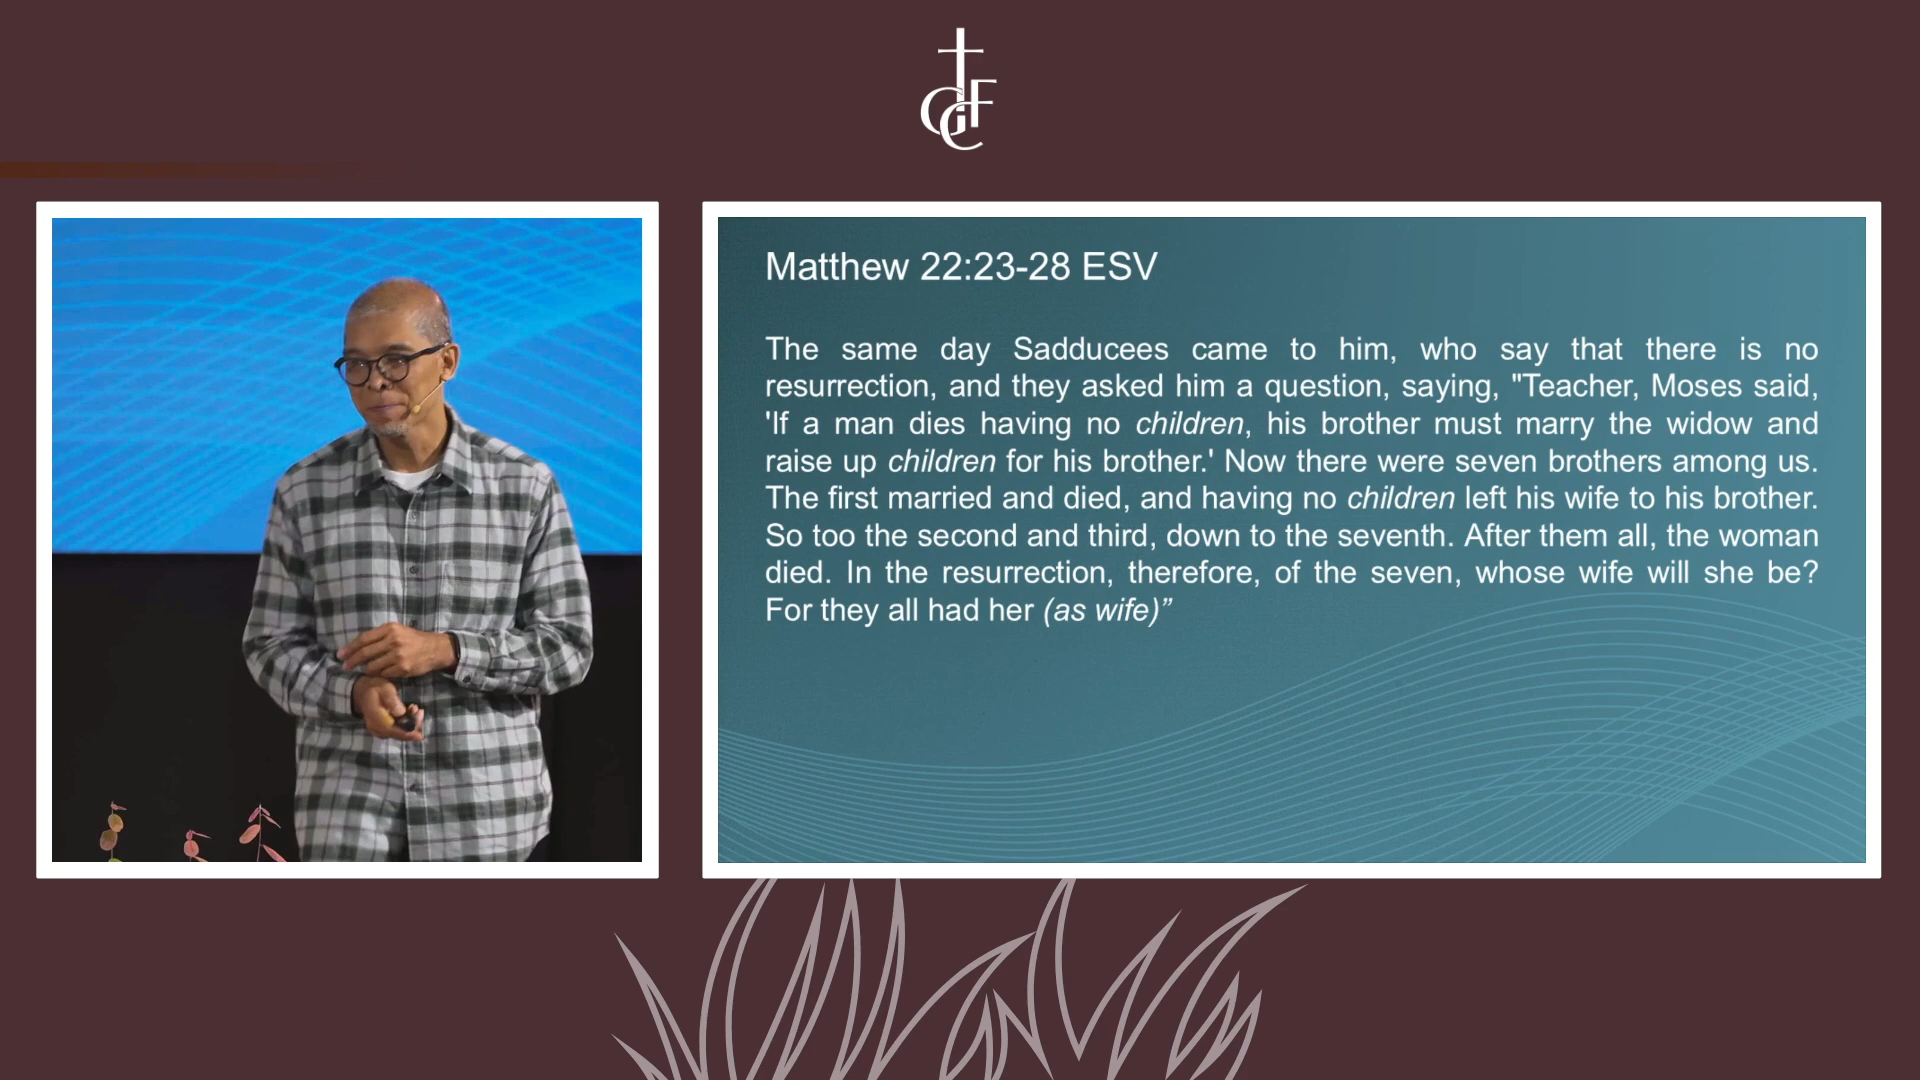 GCF
Matthew 22:23-28 ESV
The same day Sadducees came to him, who say that there is no
resurrection, and they asked him a question, saying, "Teacher, Moses said,
'If a man dies having no children, his brother must marry the widow and
raise up children for his brother.' Now there were seven brothers among us.
The first married and died, and having no children left his wife to his brother.
So too the second and third, down to the seventh. After them all, the woman
died. In the resurrection, therefore, of the seven, whose wife will she be?
For they all had her (as wife)”